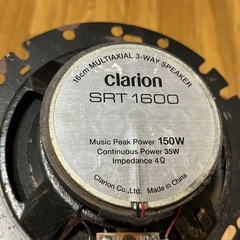 16cm MULTIAXIAL 3-WAY SPEAKER
Clarion
SRT 1600
Music Peak Power 150W
Continuous Power 35W
Impedance 4Ω
Clarion Co., Ltd. Made in China